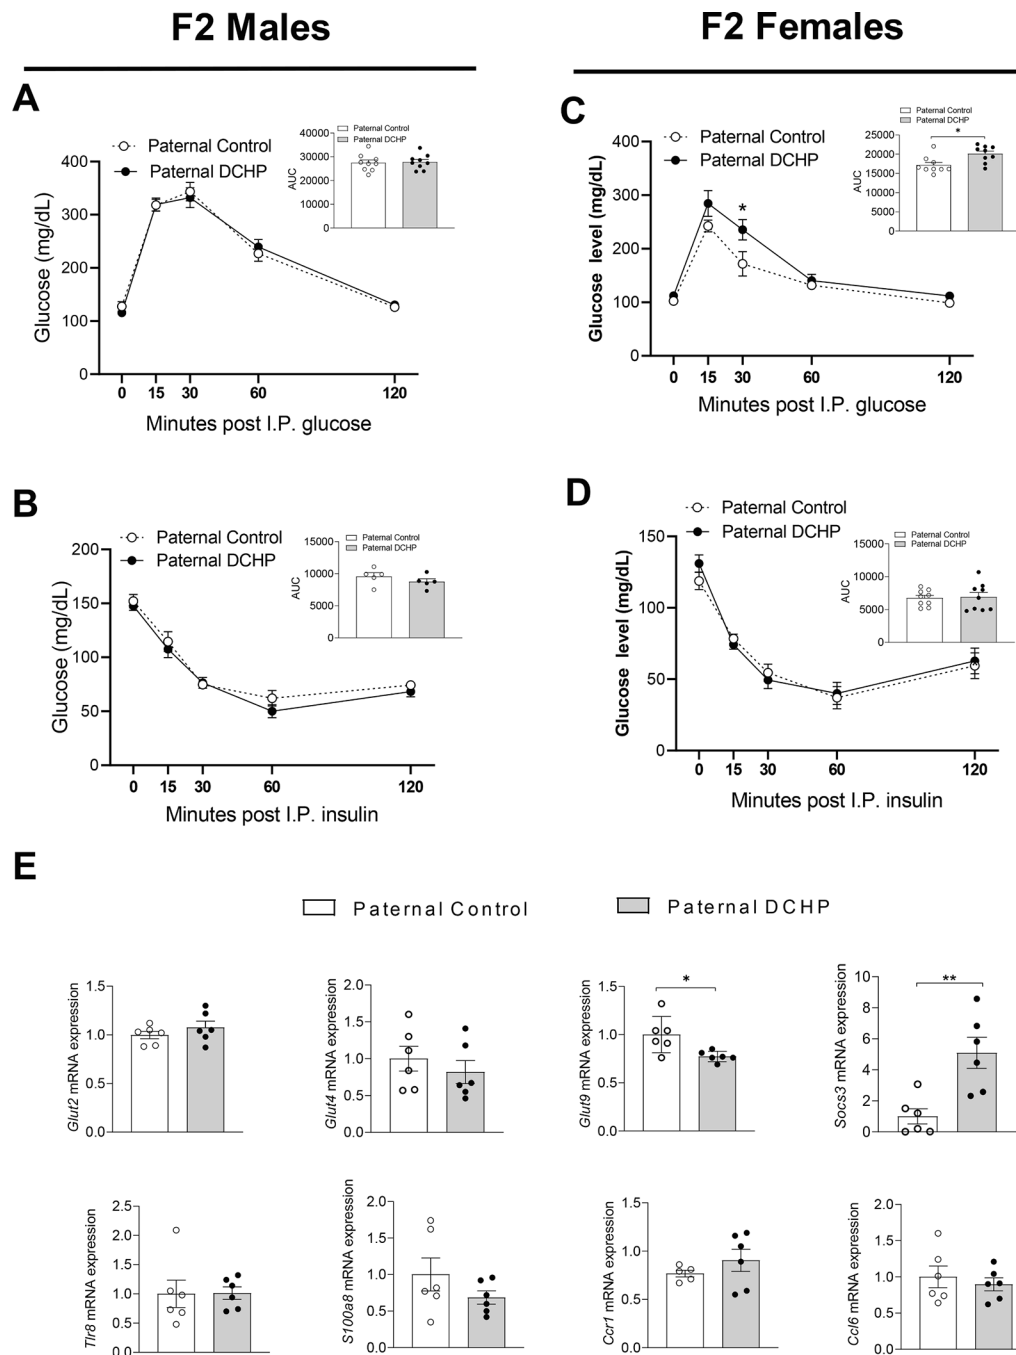 F2 Males
F2 Females
A
Paternal Control
Paternal DCHP
Glucose (mg/dL)
400
300
200
100
0
0 15 30 60 120
Minutes post I.P. glucose
Paternal Control
Paternal DCHP
AUC
40000
30000
20000
10000
0
C
Paternal Control
Paternal DCHP
Glucose level (mg/dL)
400
300
200
100
0
*
0 15 30 60 120
Minutes post I.P. glucose
Paternal Control
Paternal DCHP
AUC
25000
20000
15000
10000
5000
0
*
B
Paternal Control
Paternal DCHP
Glucose (mg/dL)
200
150
100
50
0
0 15 30 60 120
Minutes post I.P. insulin
Paternal Control
Paternal DCHP
AUC
15000
10000
5000
0
D
Paternal Control
Paternal DCHP
Glucose level (mg/dL)
150
100
50
0
0 15 30 60 120
Minutes post I.P. insulin
Paternal Control
Paternal DCHP
AUC
15000
10000
5000
0
E
Paternal Control
Paternal DCHP
Glut2 mRNA expression
1.5
1.0
0.5
0.0
Glut4 mRNA expression
2.0
1.5
1.0
0.5
0.0
Glut9 mRNA expression
1.5
1.0
0.5
0.0
*
Socs3 mRNA expression
10
8
6
4
2
0
**
Tlr8 mRNA expression
2.5
2.0
1.5
1.0
0.5
0.0
S100a8 mRNA expression
2.0
1.5
1.0
0.5
0.0
Ccr1 mRNA expression
1.5
1.0
0.5
0.0
Ccl6 mRNA expression
2.0
1.5
1.0
0.5
0.0